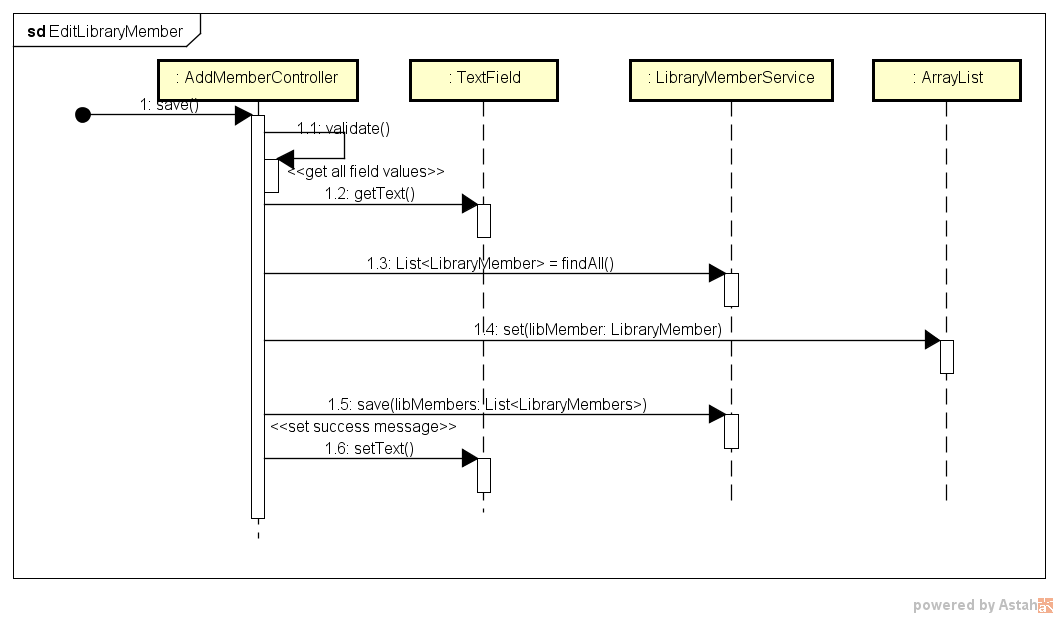 sd EditLibraryMember
: AddMemberController
: TextField
: LibraryMemberService
: ArrayList
1: save()
1.1: validate()
<<get all field values>>
1.2: getText()
1.3: List<LibraryMember> = findAll()
1.4: set(libMember: LibraryMember)
1.5: save(libMembers: List<LibraryMembers>)
<<set success message>>
1.6: setText()
powered by Astah